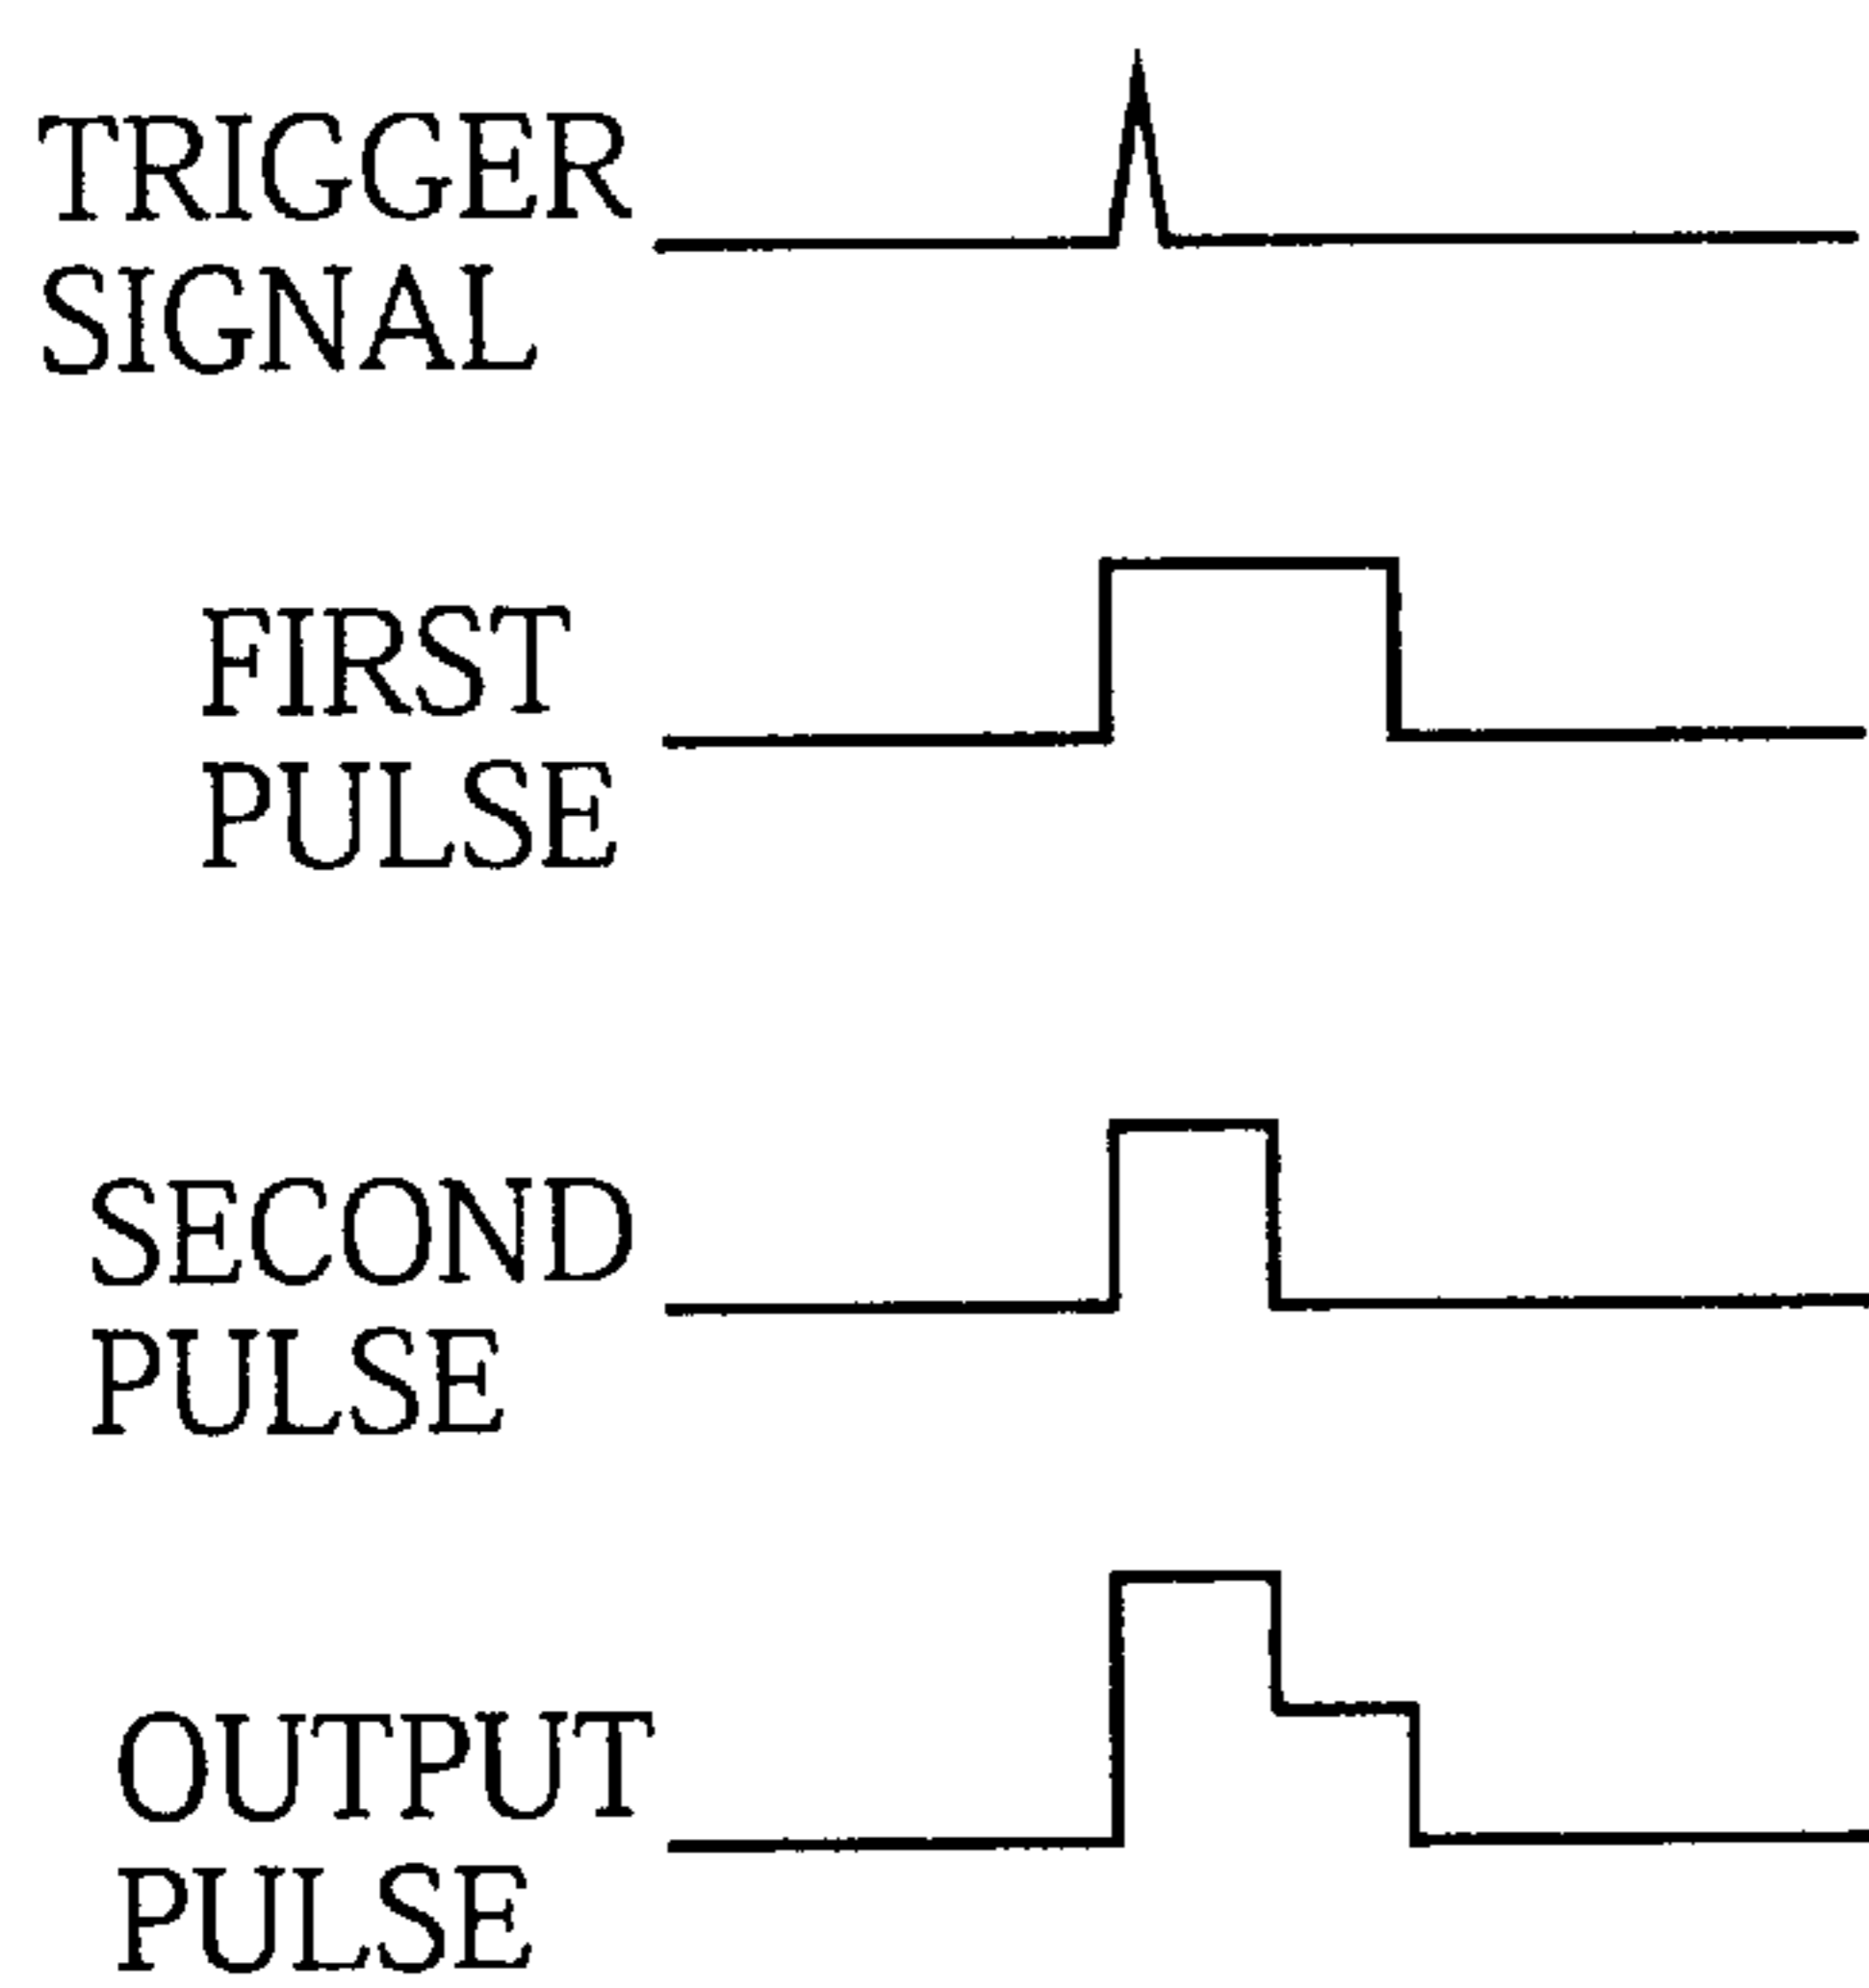 TRIGGER
SIGNAL
FIRST
PULSE
SECOND
PULSE
OUTPUT
PULSE